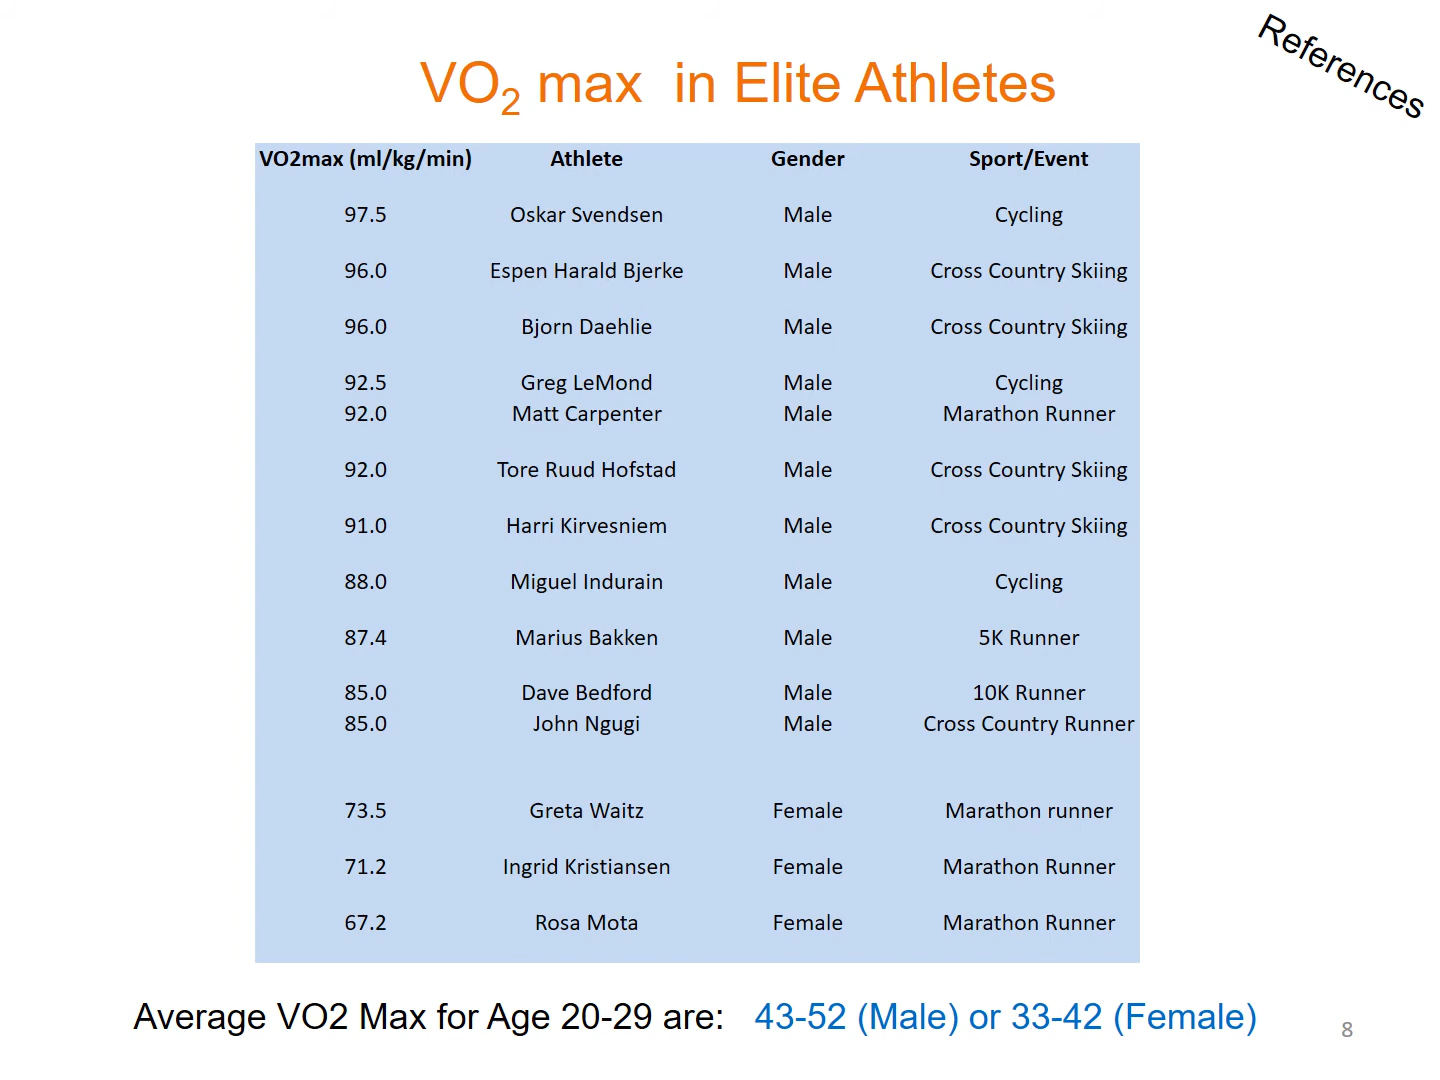 References
VO2 max in Elite Athletes
VO2max (ml/kg/min) Athlete Gender Sport/Event
97.5 Oskar Svendsen Male Cycling
96.0 Espen Harald Bjerke Male Cross Country Skiing
96.0 Bjorn Daehlie Male Cross Country Skiing
92.5 Greg LeMond Male Cycling
92.0 Matt Carpenter Male Marathon Runner
92.0 Tore Ruud Hofstad Male Cross Country Skiing
91.0 Harri Kirvesniem Male Cross Country Skiing
88.0 Miguel Indurain Male Cycling
87.4 Marius Bakken Male 5K Runner
85.0 Dave Bedford Male 10K Runner
85.0 John Ngugi Male Cross Country Runner
73.5 Greta Waitz Female Marathon runner
71.2 Ingrid Kristiansen Female Marathon Runner
67.2 Rosa Mota Female Marathon Runner
Average VO2 Max for Age 20-29 are: 43-52 (Male) or 33-42 (Female)
8